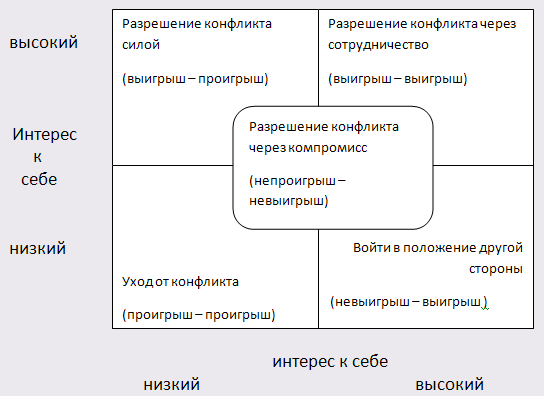 высокий
Разрешение конфликта
силой
(выигрыш – проигрыш)
Разрешение конфликта через
сотрудничество
(выигрыш – выигрыш)
Интерес
к
себе
Разрешение конфликта
через компромисс
(непроигрыш –
невыигрыш)
низкий
Уход от конфликта
(проигрыш – проигрыш)
Войти в положение другой
стороны
(невыигрыш – выигрыш)
интерес к себе
низкий
высокий